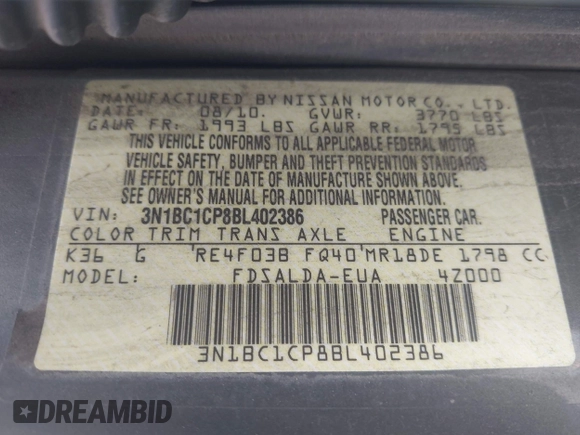 MANUFACTURED BY NISSAN MOTOR CO., LTD.
DATE: 08/10. GVWR: 3770 LBS
GAWR FR: 1993 LBS GAWR RR: 1795 LBS
THIS VEHICLE CONFORMS TO ALL APPLICABLE FEDERAL MOTOR
VEHICLE SAFETY, BUMPER AND THEFT PREVENTION STANDARDS
IN EFFECT ON THE DATE OF MANUFACTURE SHOWN ABOVE.
SEE OWNER'S MANUAL FOR ADDITIONAL INFORMATION.
VIN: 3N1BC1CP8BL402386 PASSENGER CAR.
COLOR TRIM TRANS AXLE ENGINE
K36 G RE4F03B FQ40 MR18DE 1798 CC
MODEL: FDSALDA-EUA 4Z000
3N1BC1CP8BL402386
DREAMBID